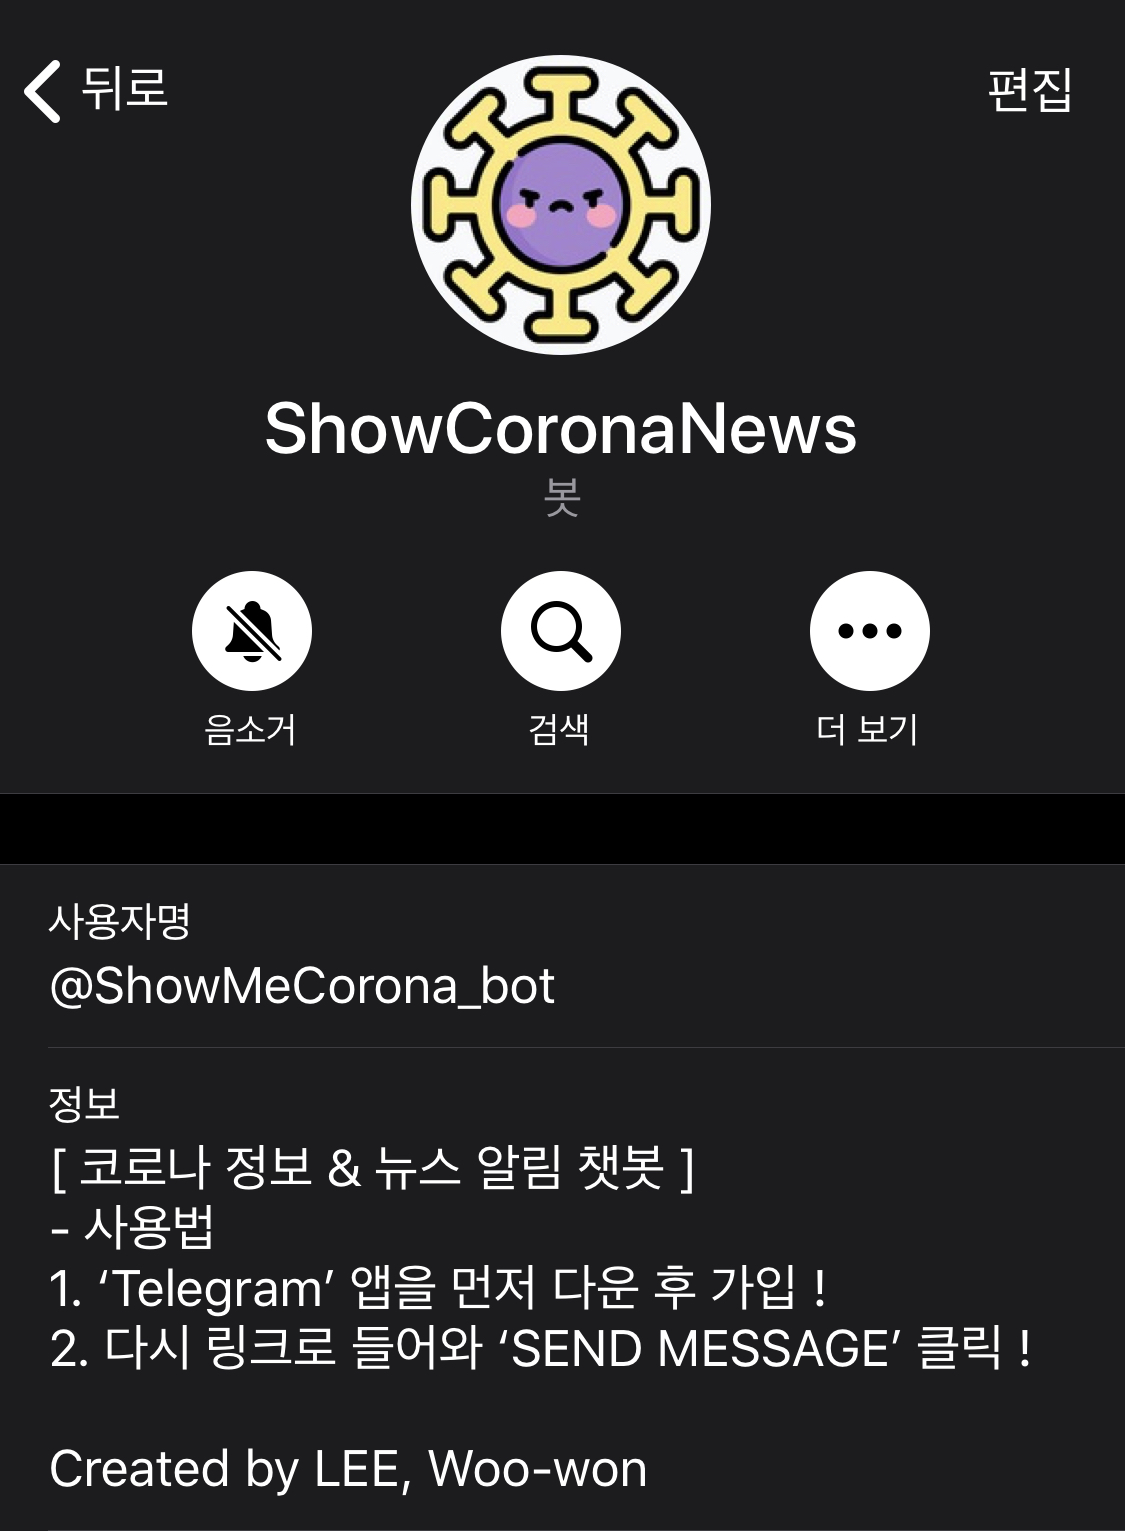 뒤로
편집
ShowCoronaNews
봇
음소거
검색
더 보기
사용자명
@ShowMeCorona_bot
정보
[ 코로나 정보 & 뉴스 알림 챗봇 ]
- 사용법
1. ‘Telegram’ 앱을 먼저 다운 후 가입 !
2. 다시 링크로 들어와 ‘SEND MESSAGE’ 클릭 !
Created by LEE, Woo-won